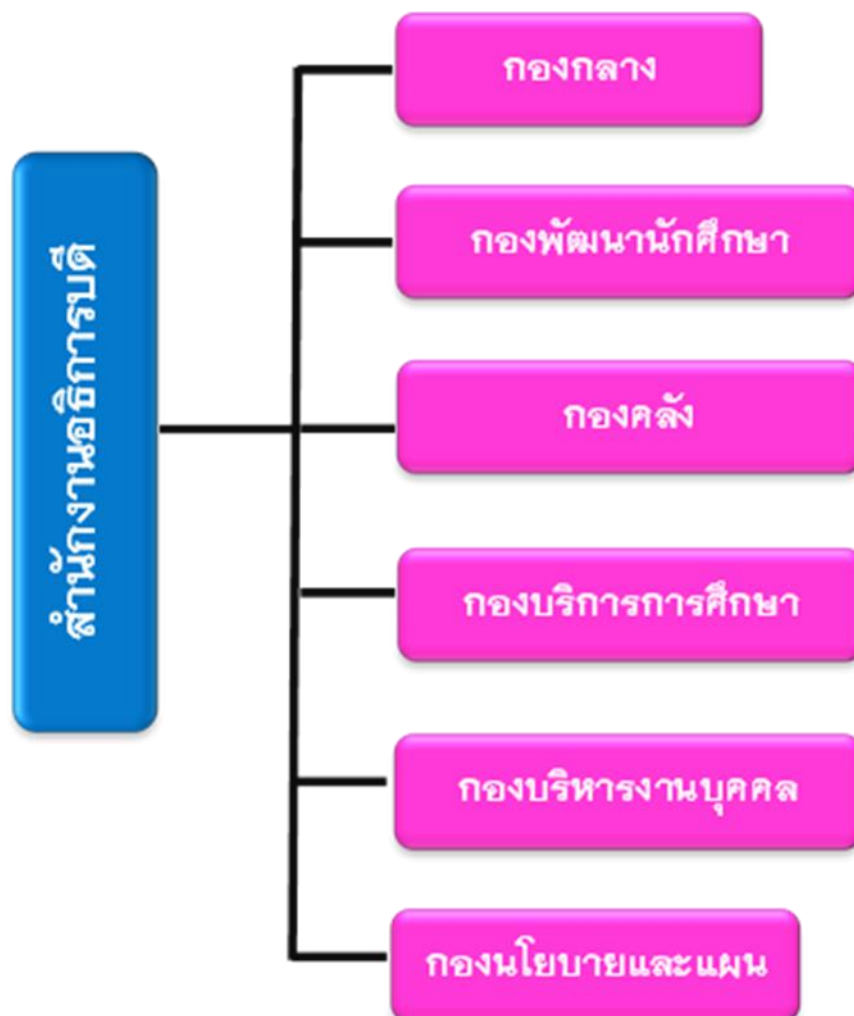 สำนักงานอธิการบดี
กองกลาง
กองพัฒนานักศึกษา
กองคลัง
กองบริการการศึกษา
กองบริหารงานบุคคล
กองนโยบายและแผน